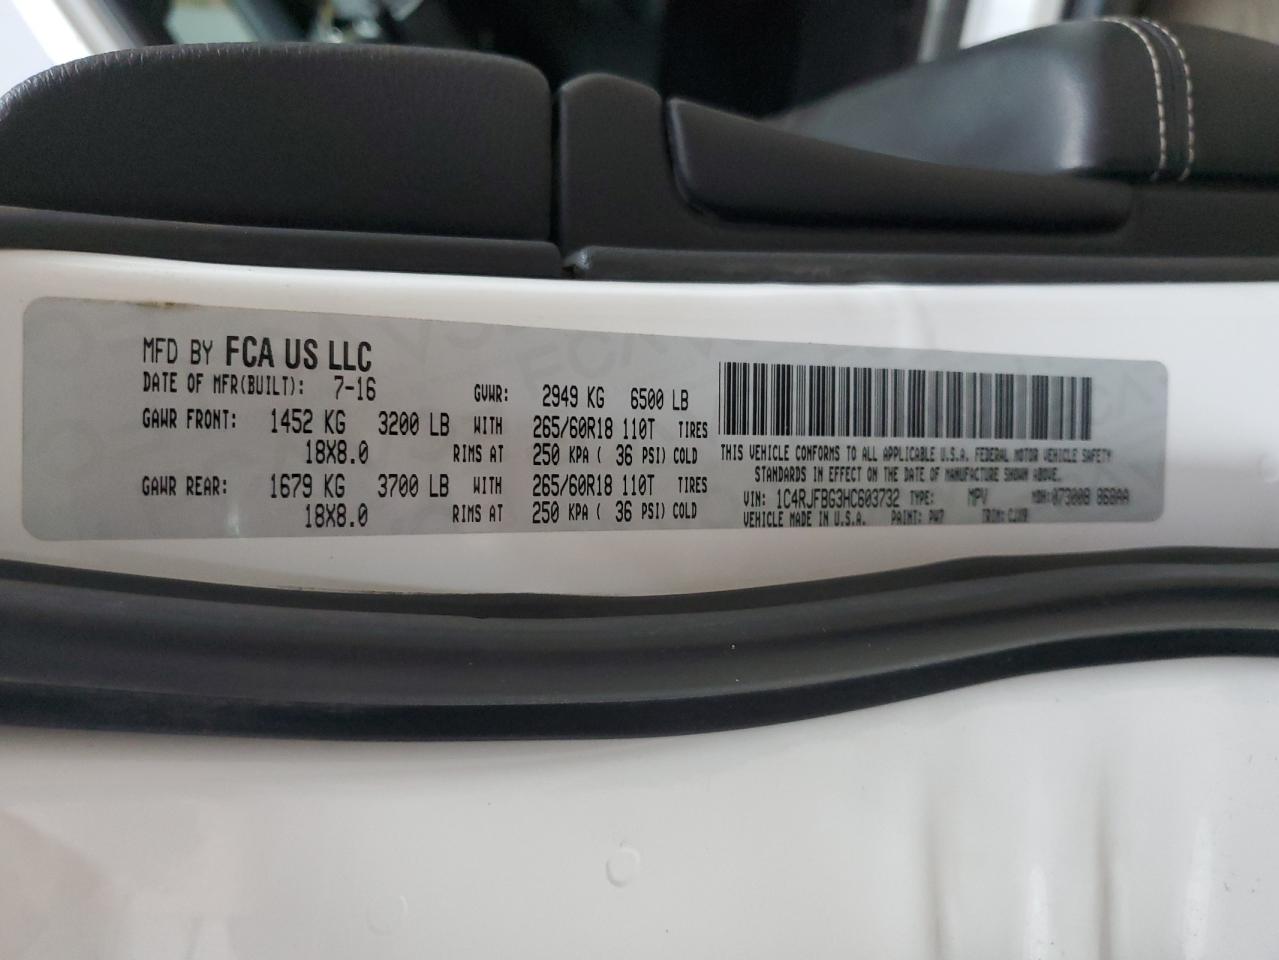 MFD BY FCA US LLC
DATE OF MFR(BUILT): 7-16 GVWR: 2949 KG 6500 LB
GAWR FRONT: 1452 KG 3200 LB WITH 265/60R18 110T TIRES
18X8.0 RIMS AT 250 KPA ( 36 PSI) COLD
GAWR REAR: 1679 KG 3700 LB WITH 265/60R18 110T TIRES
18X8.0 RIMS AT 250 KPA ( 36 PSI) COLD
THIS VEHICLE CONFORMS TO ALL APPLICABLE U.S.A. FEDERAL MOTOR VEHICLE SAFETY
STANDARDS IN EFFECT ON THE DATE OF MANUFACTURE SHOWN ABOVE.
VIN: 1C4RJFBG3HC603732 TYPE: MPV MDH: 073008
VEHICLE MADE IN U.S.A. PAINT: PW7 TRIM: